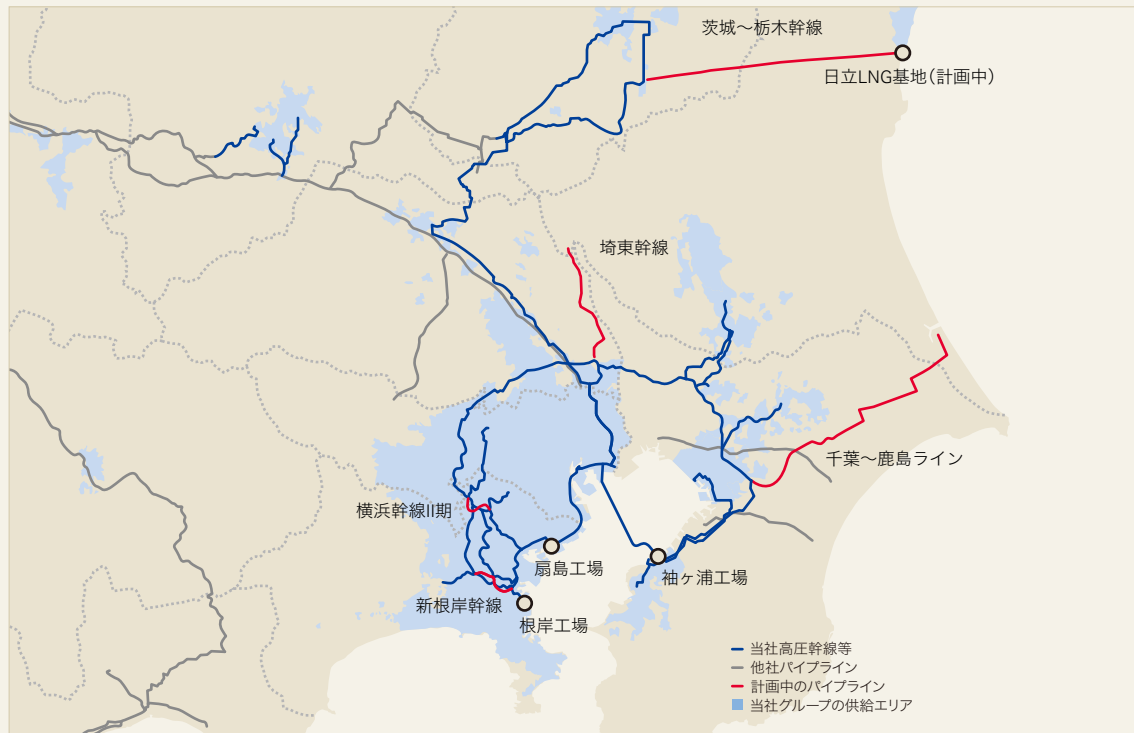 茨城～栃木幹線
日立LNG基地（計画中）
埼東幹線
千葉～鹿島ライン
横浜幹線II期
扇島工場
袖ヶ浦工場
新根岸幹線
根岸工場
当社高圧幹線等
他社パイプライン
計画中のパイプライン
当社グループの供給エリア